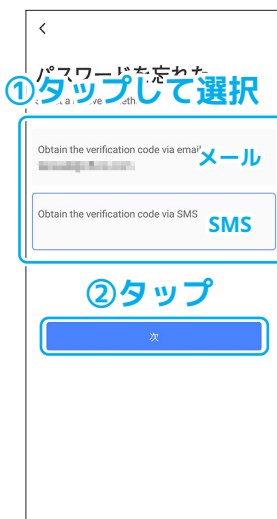 パスワードを忘れた
①タップして選択
Obtain the verification code via email
メール
Obtain the verification code via SMS
SMS
②タップ
次